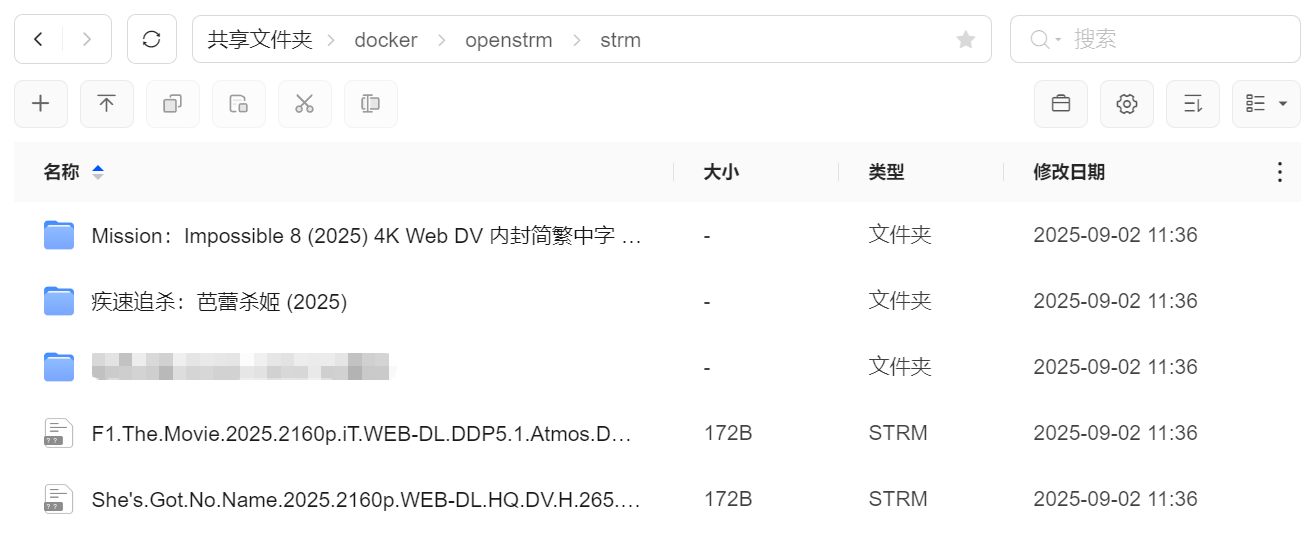 共享文件夹 docker openstrm strm 搜索
名称 大小 类型 修改日期
Mission：Impossible 8 (2025) 4K Web DV 内封简繁中字 … - 文件夹 2025-09-02 11:36
疾速追杀：芭蕾杀姬 (2025) - 文件夹 2025-09-02 11:36
- 文件夹 2025-09-02 11:36
F1.The.Movie.2025.2160p.iT.WEB-DL.DDP5.1.Atmos.D… 172B STRM 2025-09-02 11:36
She's.Got.No.Name.2025.2160p.WEB-DL.HQ.DV.H.265.… 172B STRM 2025-09-02 11:36